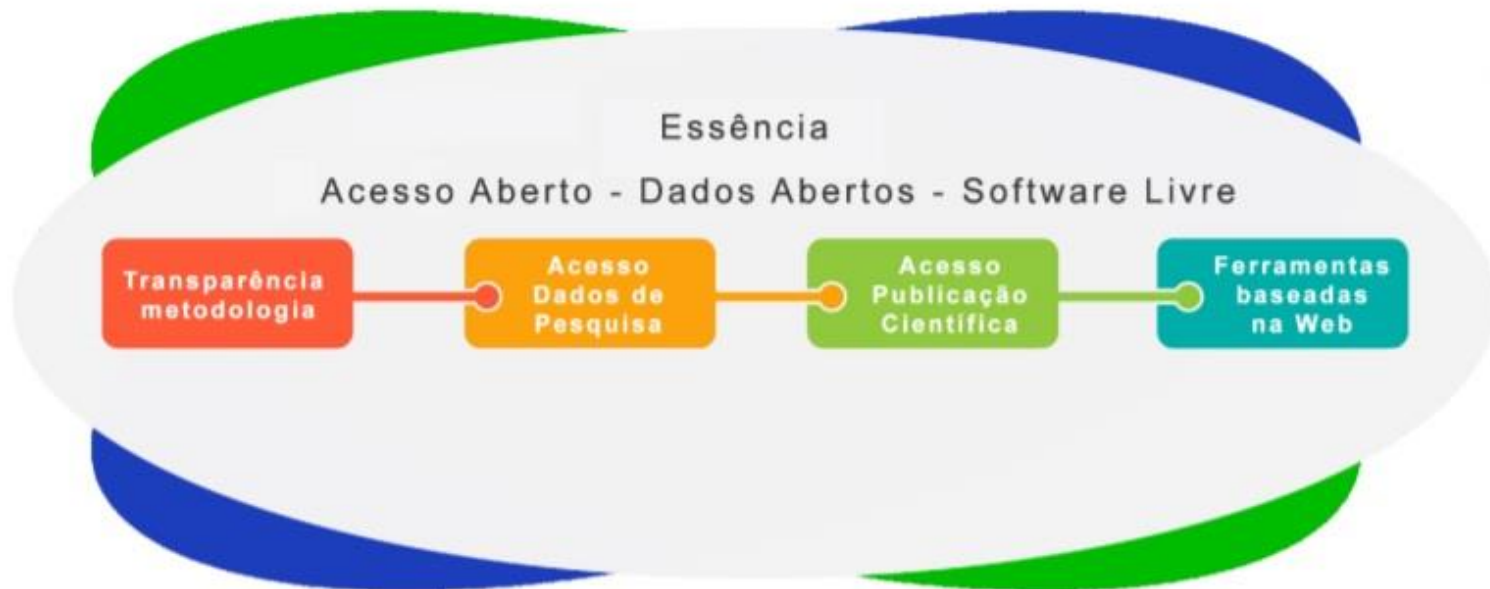 Essência
Acesso Aberto - Dados Abertos - Software Livre
Transparência
metodologia
Acesso
Dados de
Pesquisa
Acesso
Publicação
Científica
Ferramentas
baseadas
na Web